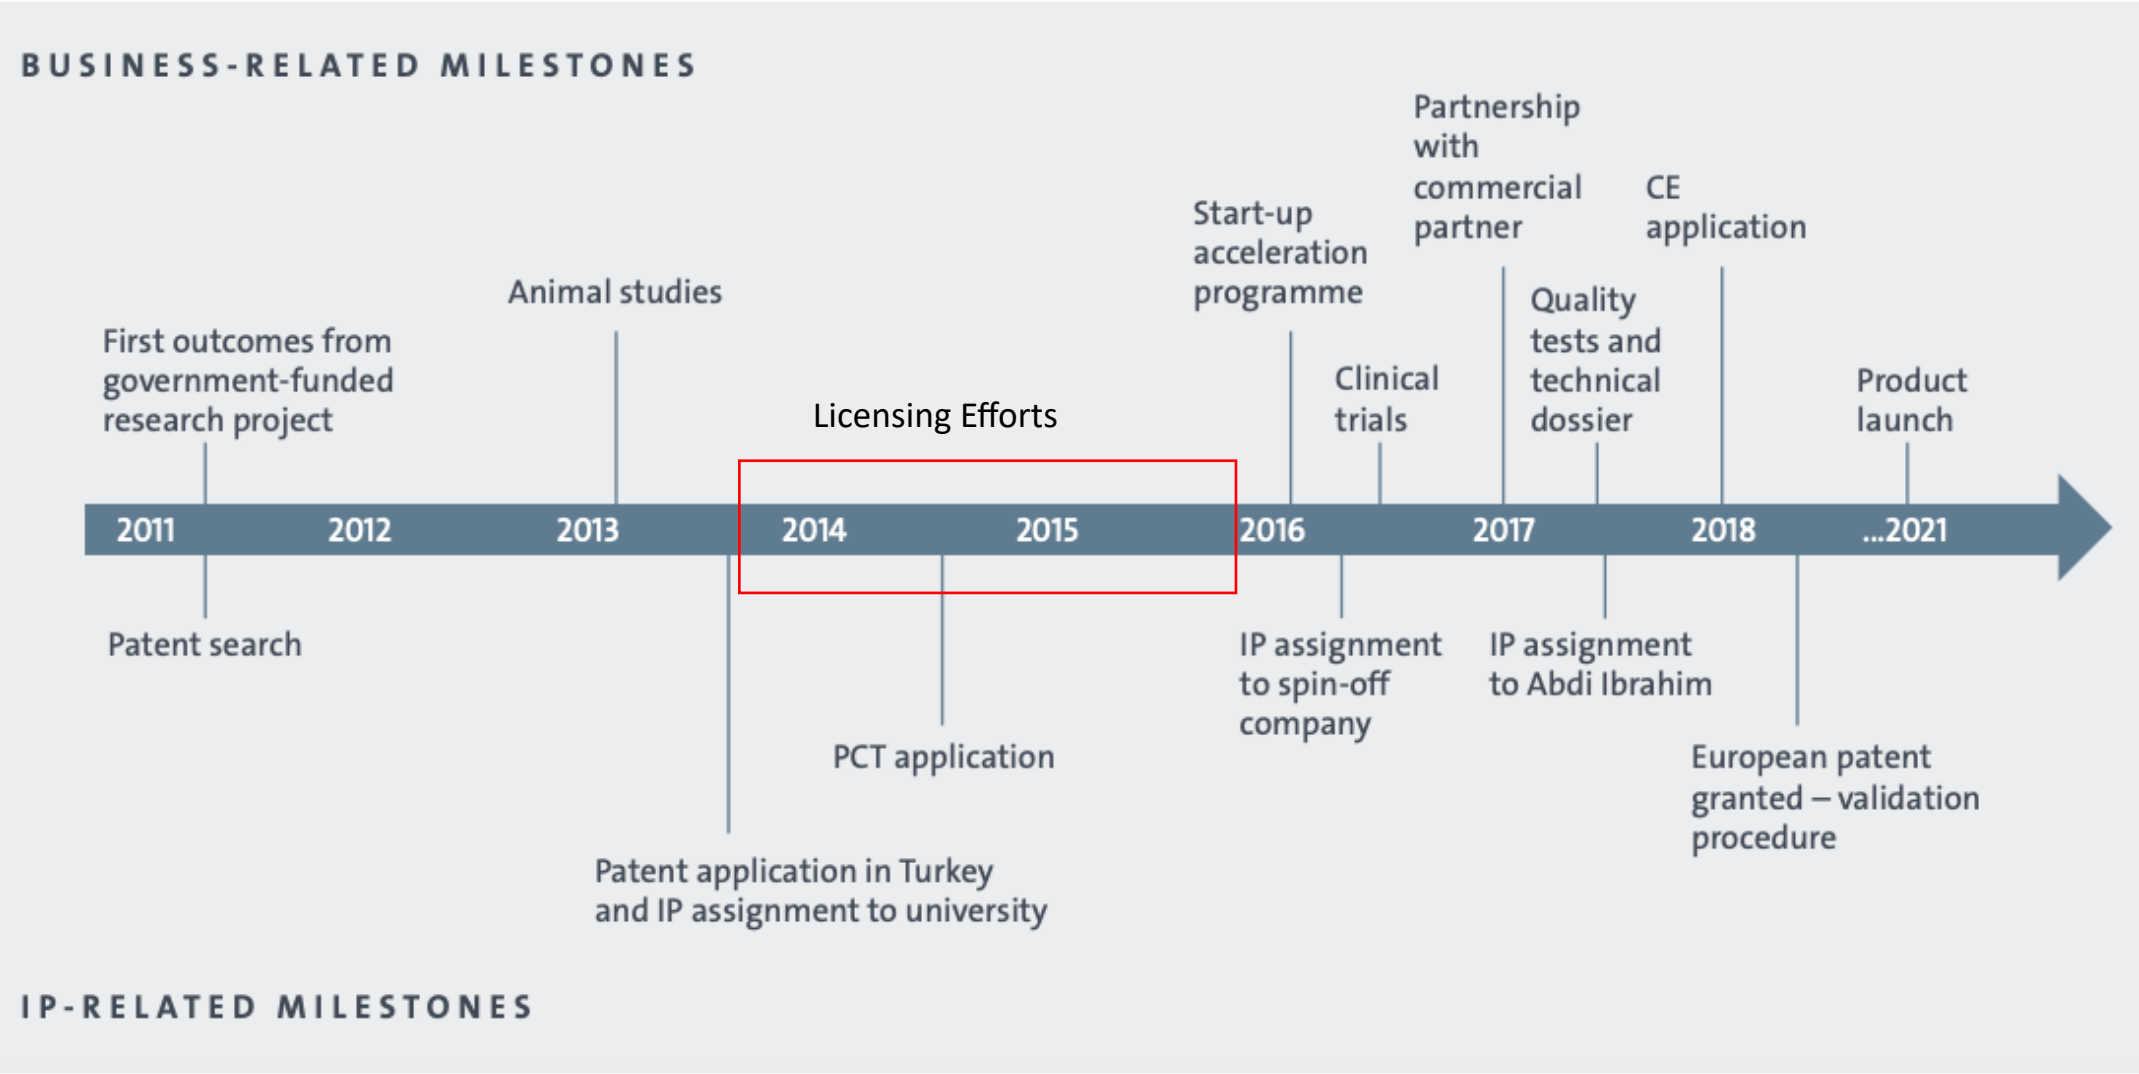 BUSINESS-RELATED MILESTONES
Partnership
with
commercial
partner
CE
application
Start-up
acceleration
programme
Animal studies
Quality
tests and
technical
dossier
First outcomes from
government-funded
research project
Clinical
trials
Product
launch
Licensing Efforts
2011
2012
2013
2014
2015
2016
2017
2018
...2021
Patent search
IP assignment
to spin-off
company
IP assignment
to Abdi Ibrahim
PCT application
European patent
granted – validation
procedure
Patent application in Turkey
and IP assignment to university
IP-RELATED MILESTONES